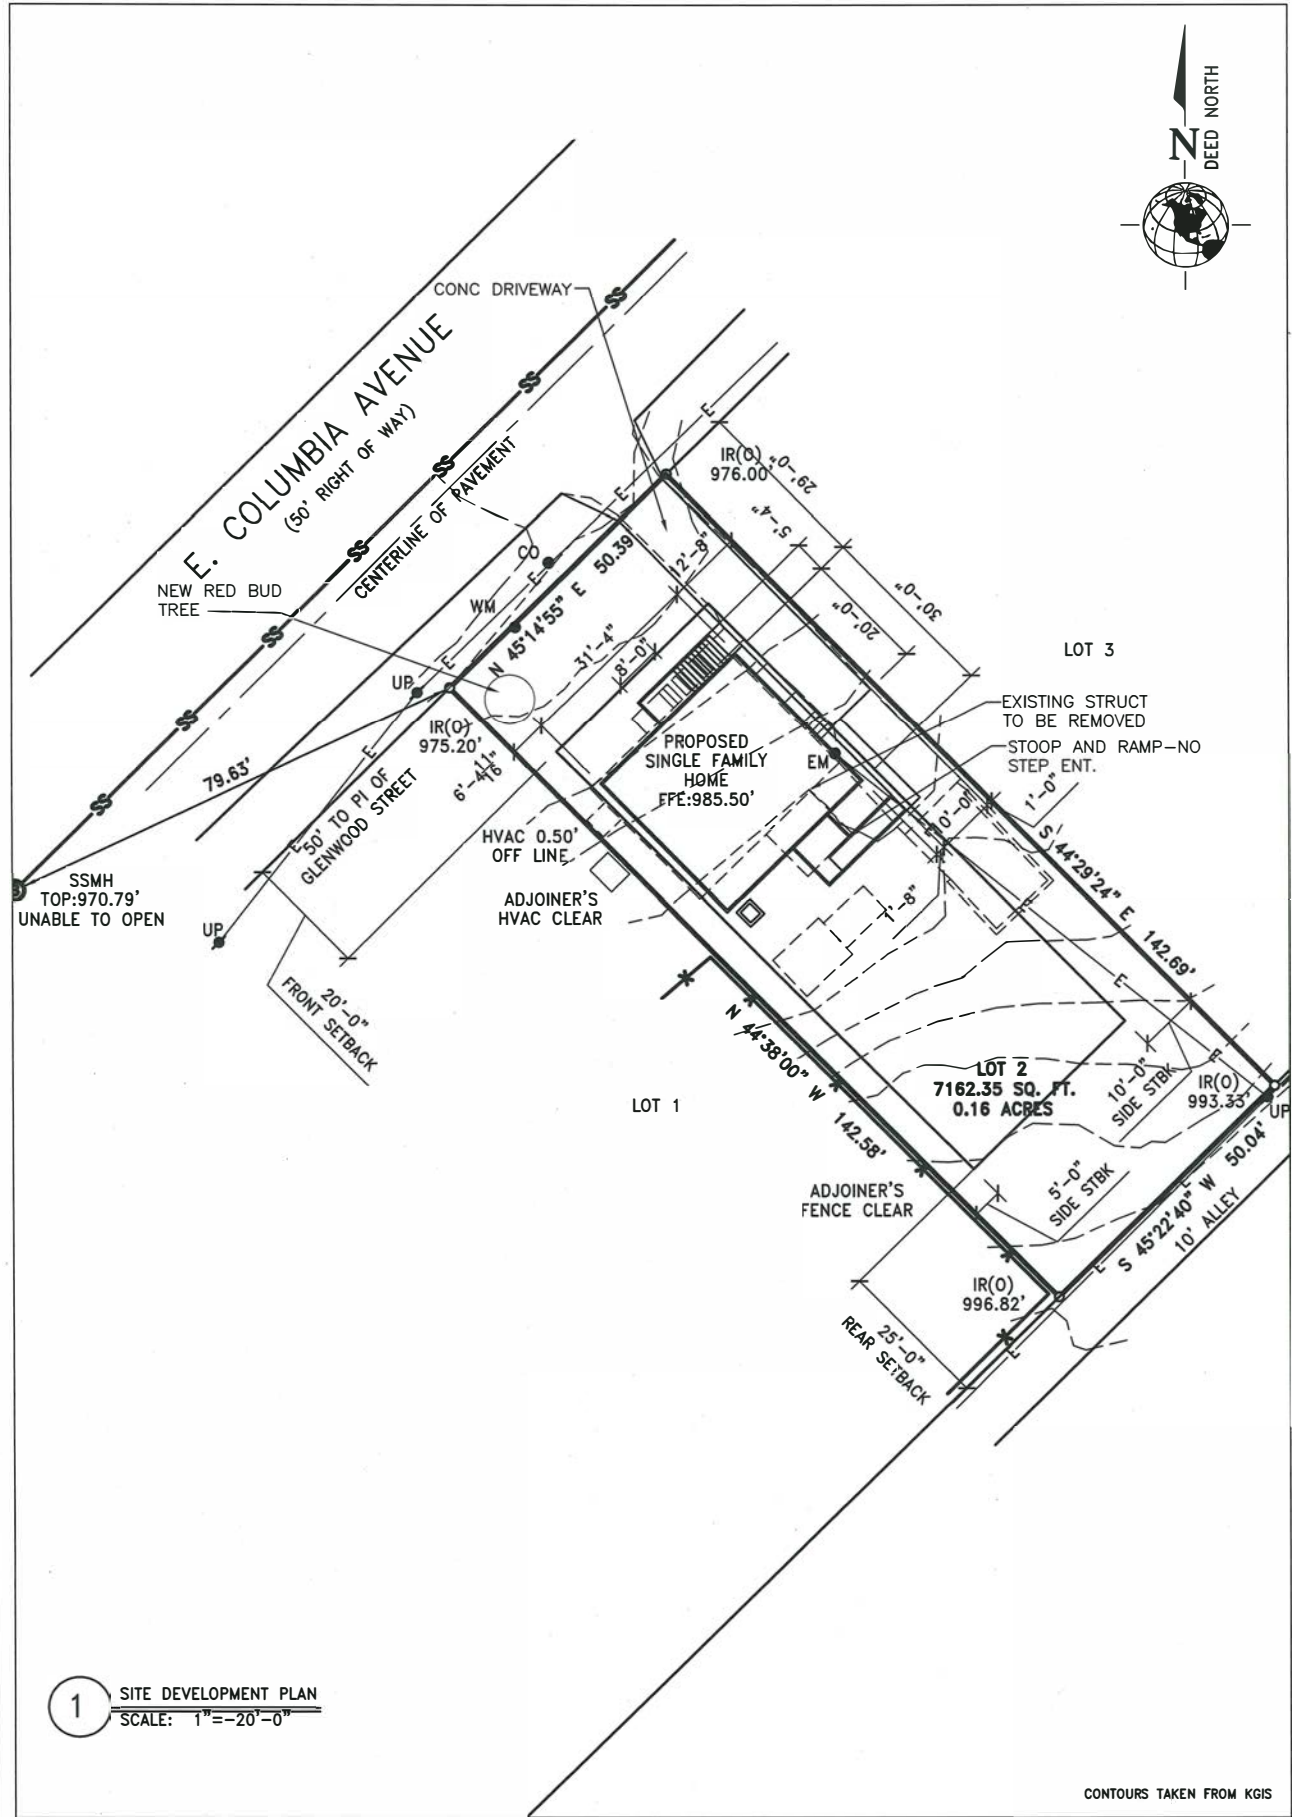 N
DEED NORTH
CONC DRIVEWAY
E. COLUMBIA AVENUE
(50' RIGHT OF WAY)
CENTERLINE OF PAVEMENT
SS
SS
SS
SS
SS
SS
SS
SS
NEW RED BUD
TREE
CO
WM
UP
E
E
E
E
E
E
IR(O)
976.00'
29'-0"
5'-4"
12'-8"
30'-0"
20'-0"
N 45°14'55" E 50.39
31'-4"
8'-0"
LOT 3
IR(O)
975.20'
6'-4 11/16"
79.63'
50' TO PI OF
GLENWOOD STREET
PROPOSED
SINGLE FAMILY
HOME
FFE:985.50'
EM
EXISTING STRUCT
TO BE REMOVED
STOOP AND RAMP-NO
STEP ENT.
1'-0"
HVAC 0.50'
OFF LINE
ADJOINER'S
HVAC CLEAR
SSMH
TOP:970.79'
UNABLE TO OPEN
UP
20'-0"
FRONT SETBACK
1'-8"
S 44°29'24" E 142.69'
E
E
E
N 44°38'00" W 142.58'
LOT 1
LOT 2
7162.35 SQ. FT.
0.16 ACRES
10'-0"
SIDE STBK
IR(O)
993.33'
UP
5'-0"
SIDE STBK
S 45°22'40" W 50.04'
10' ALLEY
ADJOINER'S
FENCE CLEAR
IR(O)
996.82'
E
E
25'-0"
REAR SETBACK
1
SITE DEVELOPMENT PLAN
SCALE: 1"=-20'-0"
CONTOURS TAKEN FROM KGIS